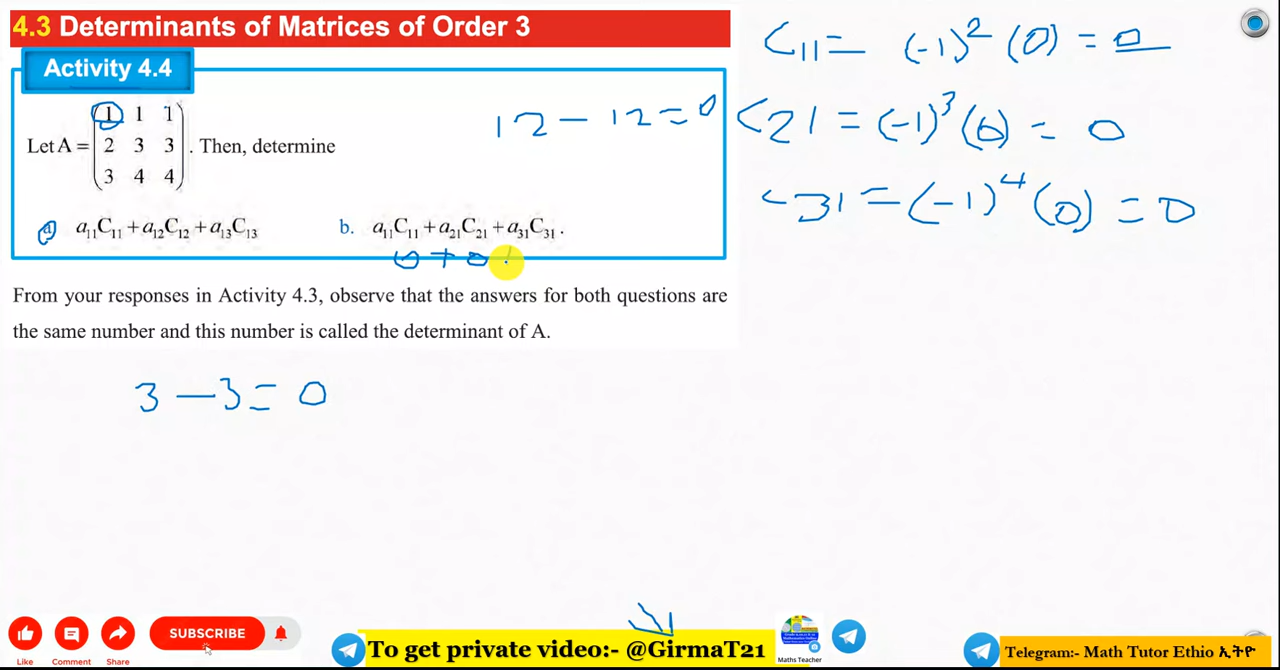 4.3 Determinants of Matrices of Order 3
Activity 4.4
Let A = (1 1 1
2 3 3
3 4 4). Then, determine
a) a₁₁C₁₁ + a₁₂C₁₂ + a₁₃C₁₃ b. a₁₁C₁₁ + a₂₁C₂₁ + a₃₁C₃₁.
0 + 0
12 - 12 = 0
From your responses in Activity 4.3, observe that the answers for both questions are
the same number and this number is called the determinant of A.
3 - 3 = 0
C11 = (-1)² (0) = 0
C21 = (-1)³ (0) = 0
C31 = (-1)⁴ (0) = 0
Like
Comment
Share
SUBSCRIBE
To get private video:- @GirmaT21
Maths Teacher
Telegram:- Math Tutor Ethio ኢትዮ